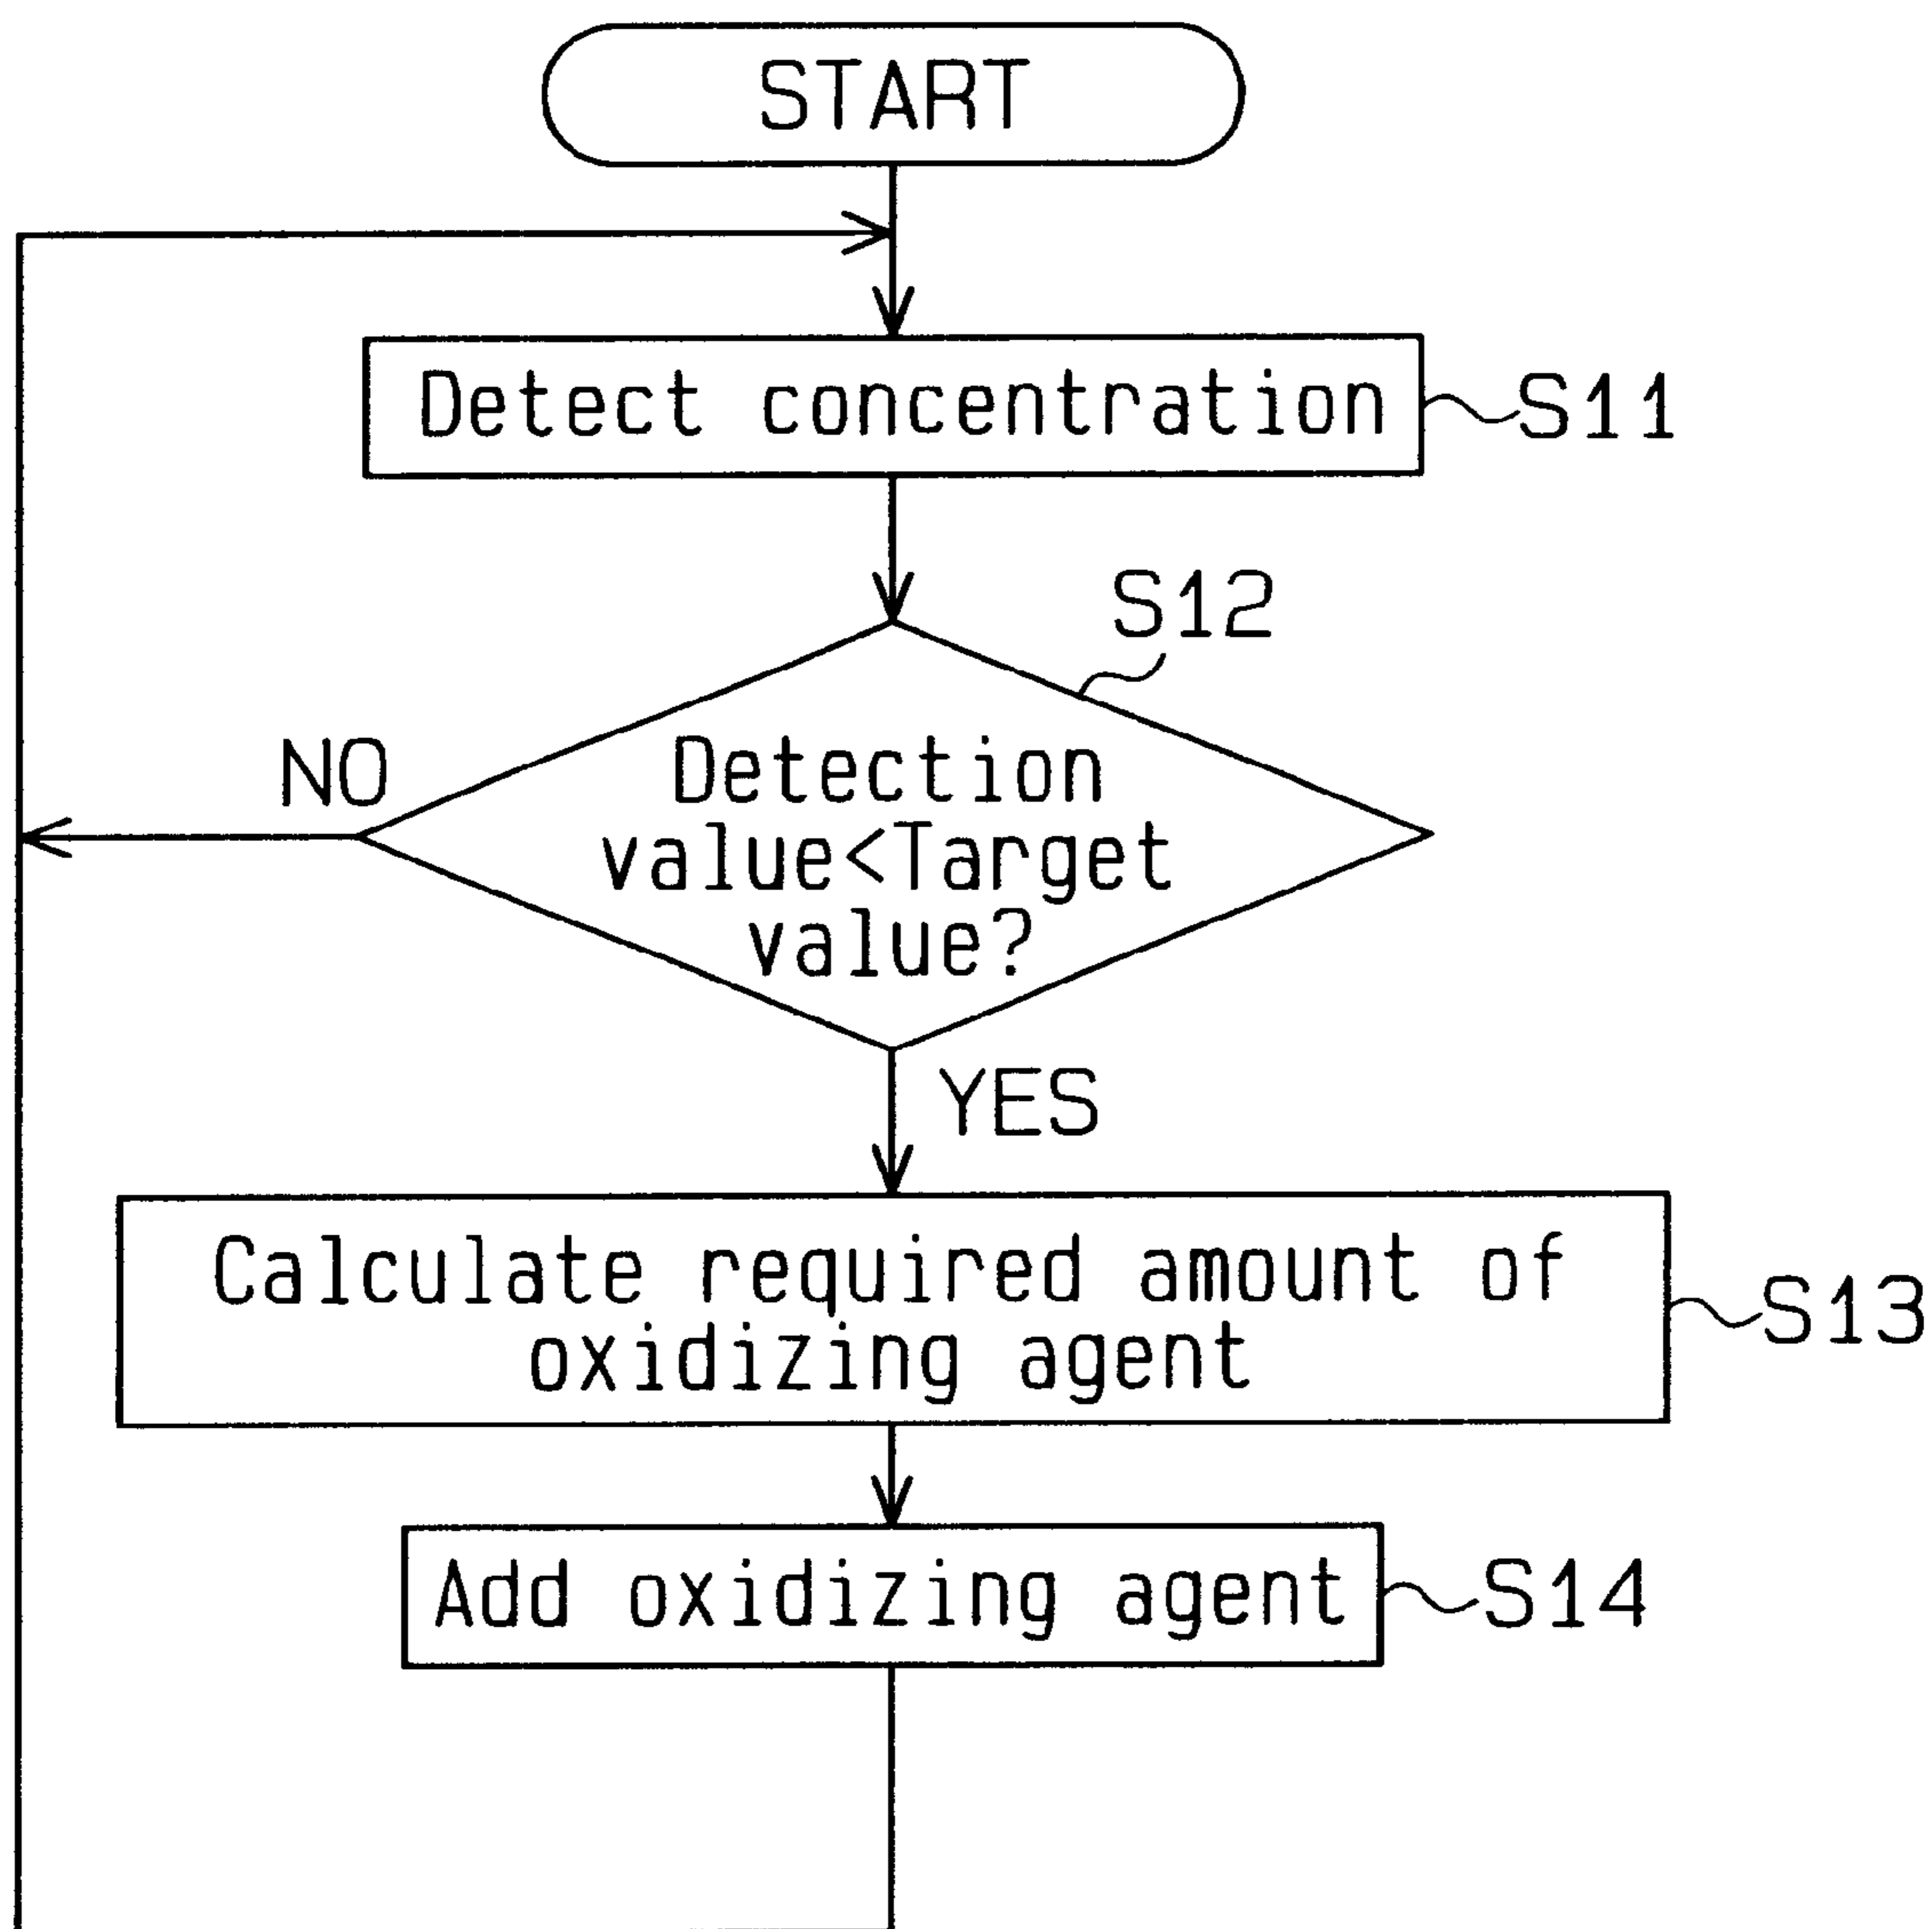 START
Detect concentration
S11
S12
NO
Detection
value<Target
value?
YES
Calculate required amount of
oxidizing agent
S13
Add oxidizing agent
S14